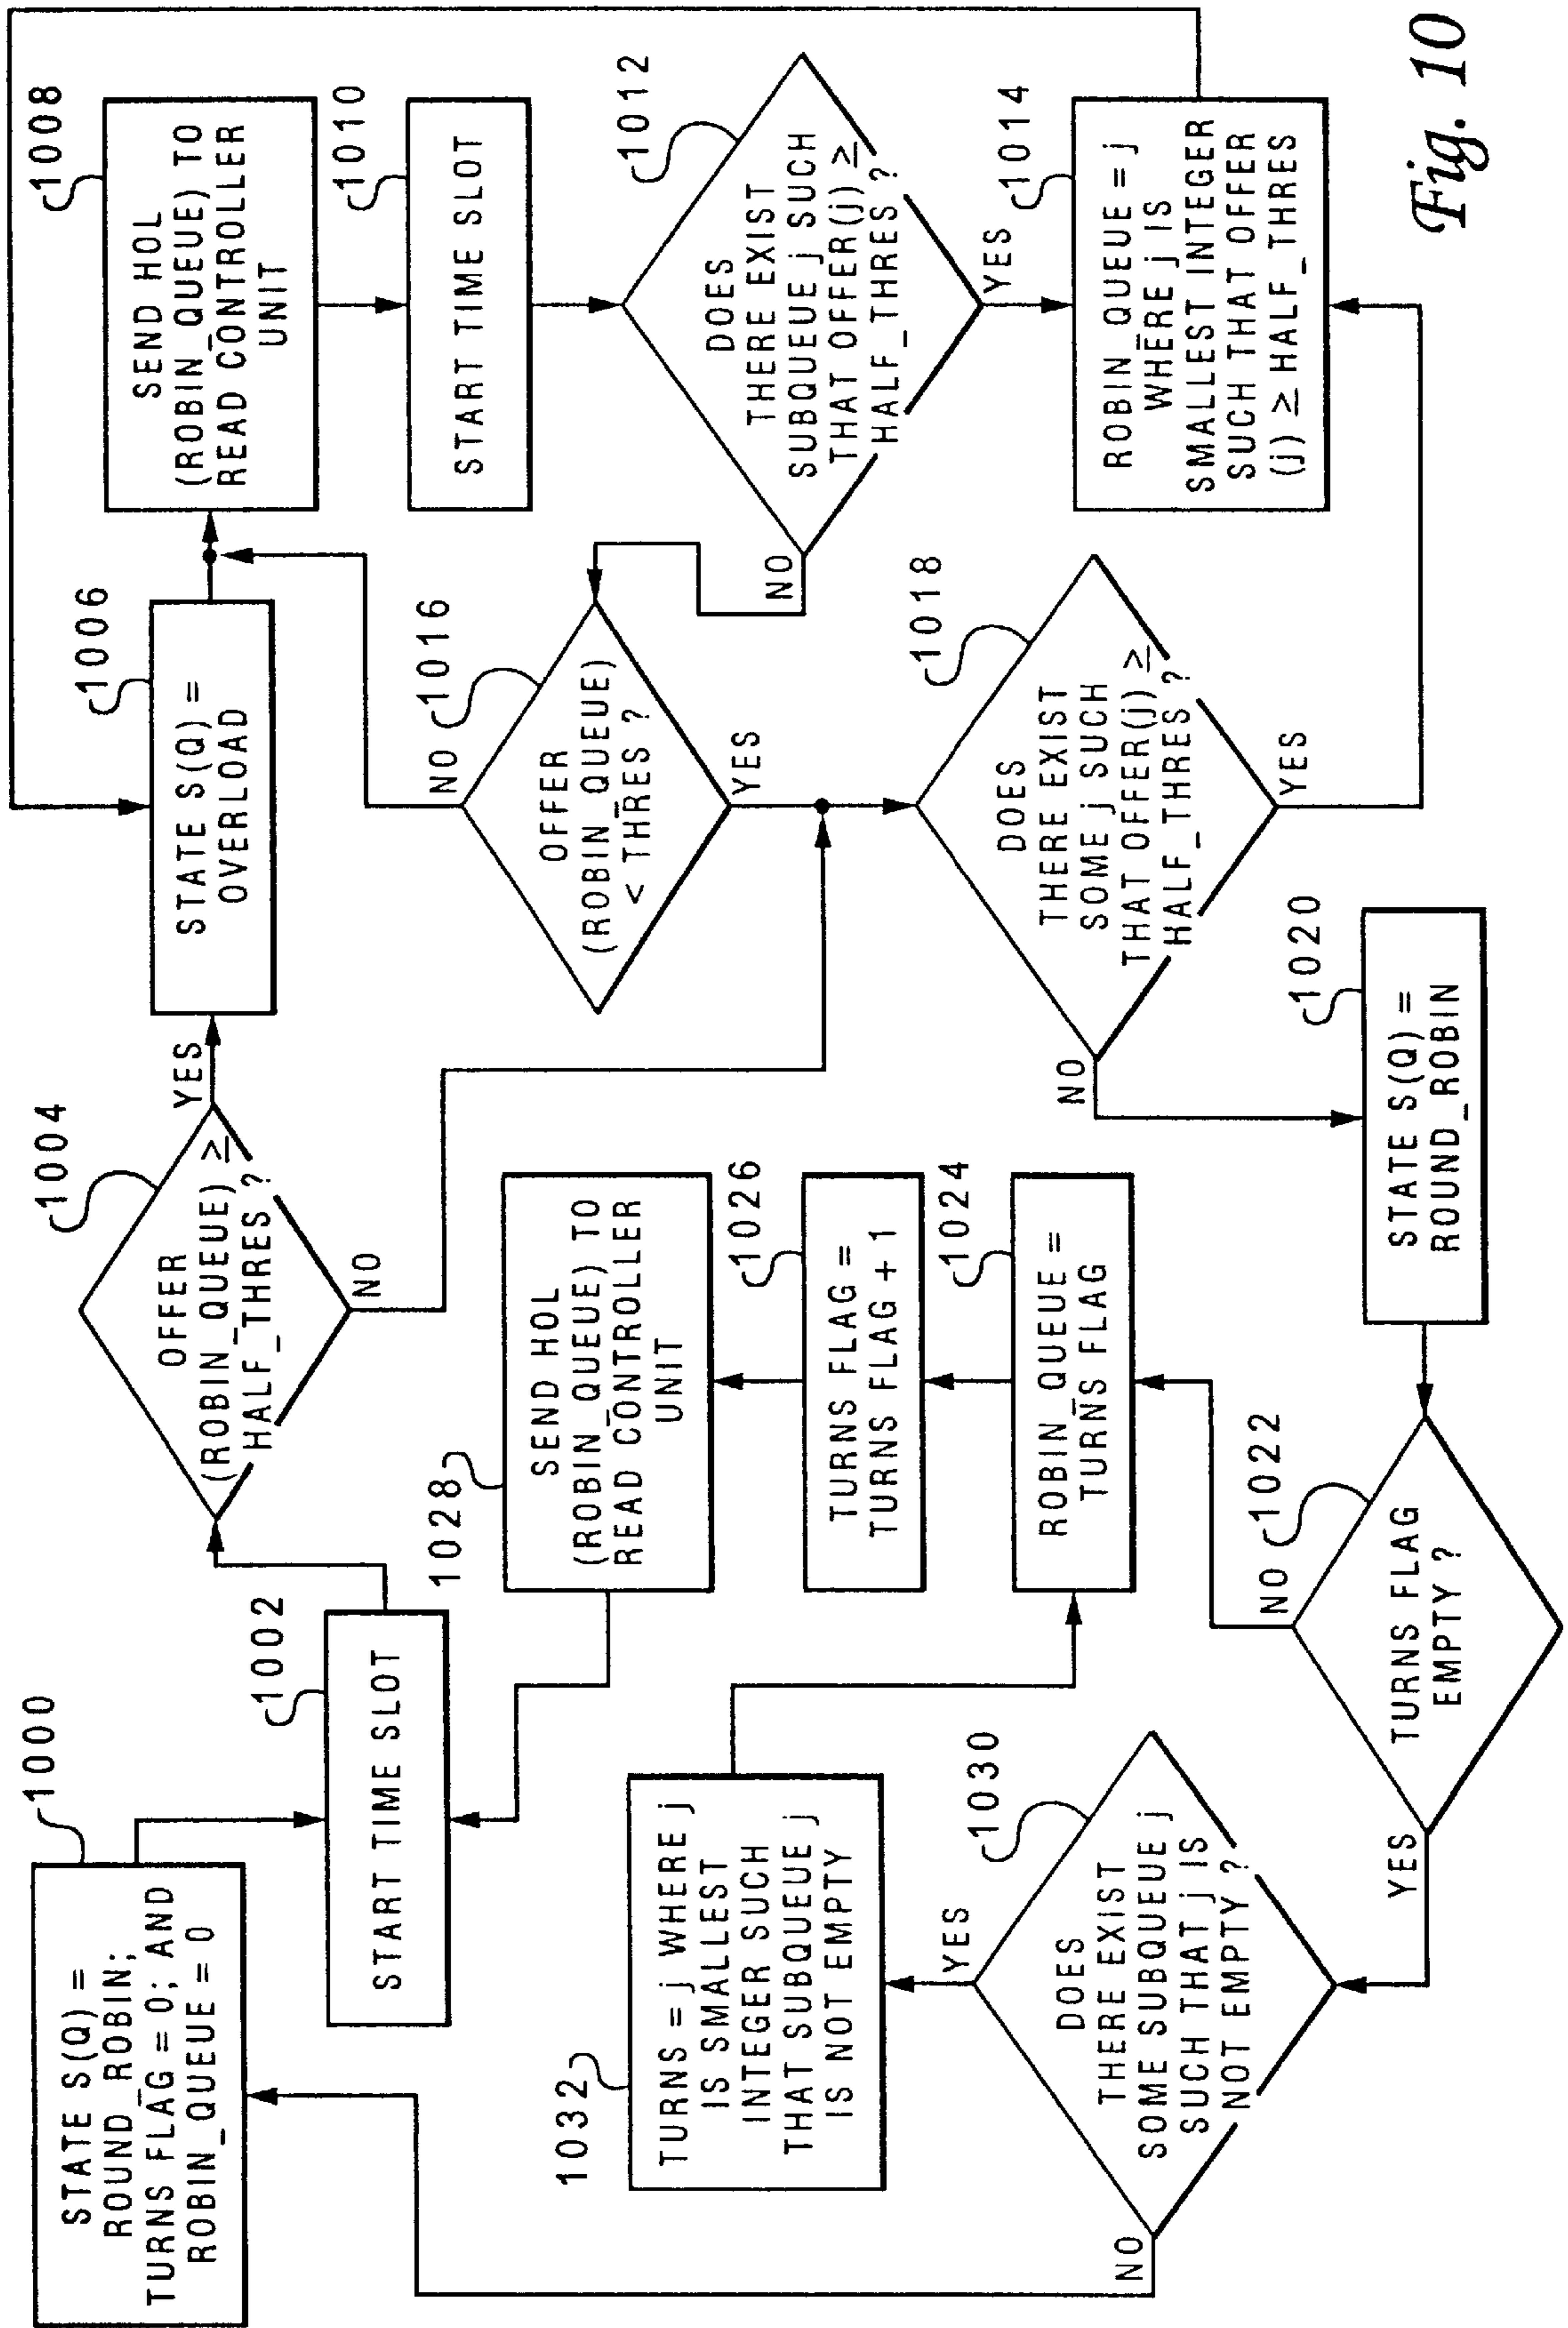 1000
STATE S(Q) =
ROUND_ROBIN;
TURNS FLAG = 0; AND
ROBIN_QUEUE = 0
1002
START TIME SLOT
1004
OFFER
(ROBIN_QUEUE) ≥
HALF_THRES ?
YES
NO
1006
STATE S(Q) =
OVERLOAD
1008
SEND HOL
(ROBIN_QUEUE) TO
READ CONTROLLER
UNIT
1010
START TIME SLOT
1012
DOES
THERE EXIST
SUBQUEUE j SUCH
THAT OFFER(j) ≥
HALF_THRES ?
NO
YES
1014
ROBIN_QUEUE = j
WHERE j IS
SMALLEST INTEGER
SUCH THAT OFFER
(j) ≥ HALF_THRES
1016
OFFER
(ROBIN_QUEUE)
< THRES ?
NO
YES
1018
DOES
THERE EXIST
SOME j SUCH
THAT OFFER(j) ≥
HALF_THRES ?
NO
YES
1020
STATE S(Q) =
ROUND_ROBIN
1022
TURNS FLAG
EMPTY ?
NO
YES
1024
ROBIN_QUEUE =
TURNS FLAG
1026
TURNS FLAG =
TURNS FLAG + 1
1028
SEND HOL
(ROBIN_QUEUE) TO
READ CONTROLLER
UNIT
1030
DOES
THERE EXIST
SOME SUBQUEUE j
SUCH THAT j IS
NOT EMPTY ?
NO
YES
1032
TURNS = j WHERE j
IS SMALLEST
INTEGER SUCH
THAT SUBQUEUE j
IS NOT EMPTY
Fig. 10